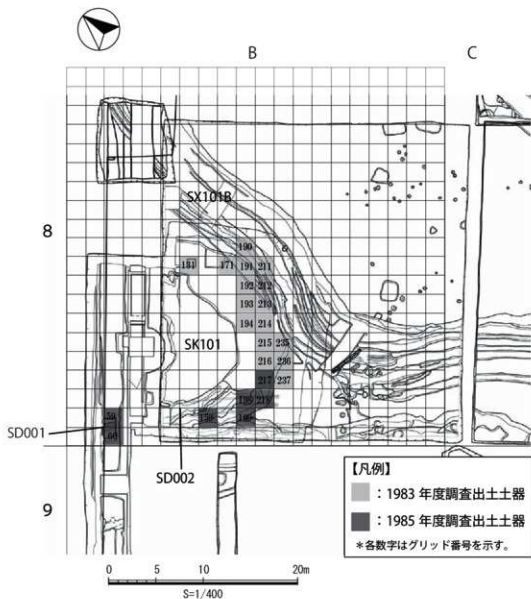 B
C
8
SX101B
190
151 171 191 211
192 212
193 213
194 214
SK101
215 235
216 236
217 237
SD001
SD002
9
【凡例】
:1983 年度調査出土土器
:1985 年度調査出土土器
*各数字はグリッド番号を示す。
0 5 10 20m
S=1/400